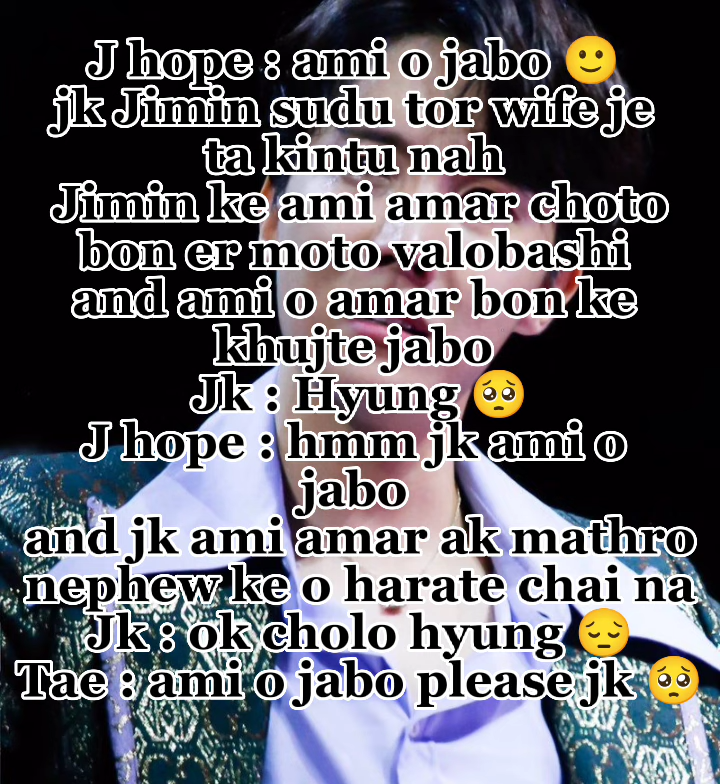 J hope : ami o jabo 🙂
jk Jimin sudu tor wife je
ta kintu nah
Jimin ke ami amar choto
bon er moto valobashi
and ami o amar bon ke
khujte jabo
Jk : Hyung 🥺
J hope : hmm jk ami o
jabo
and jk ami amar ak mathro
nephew ke o harate chai na
Jk : ok cholo hyung 😔
Tae : ami o jabo please jk 🥺